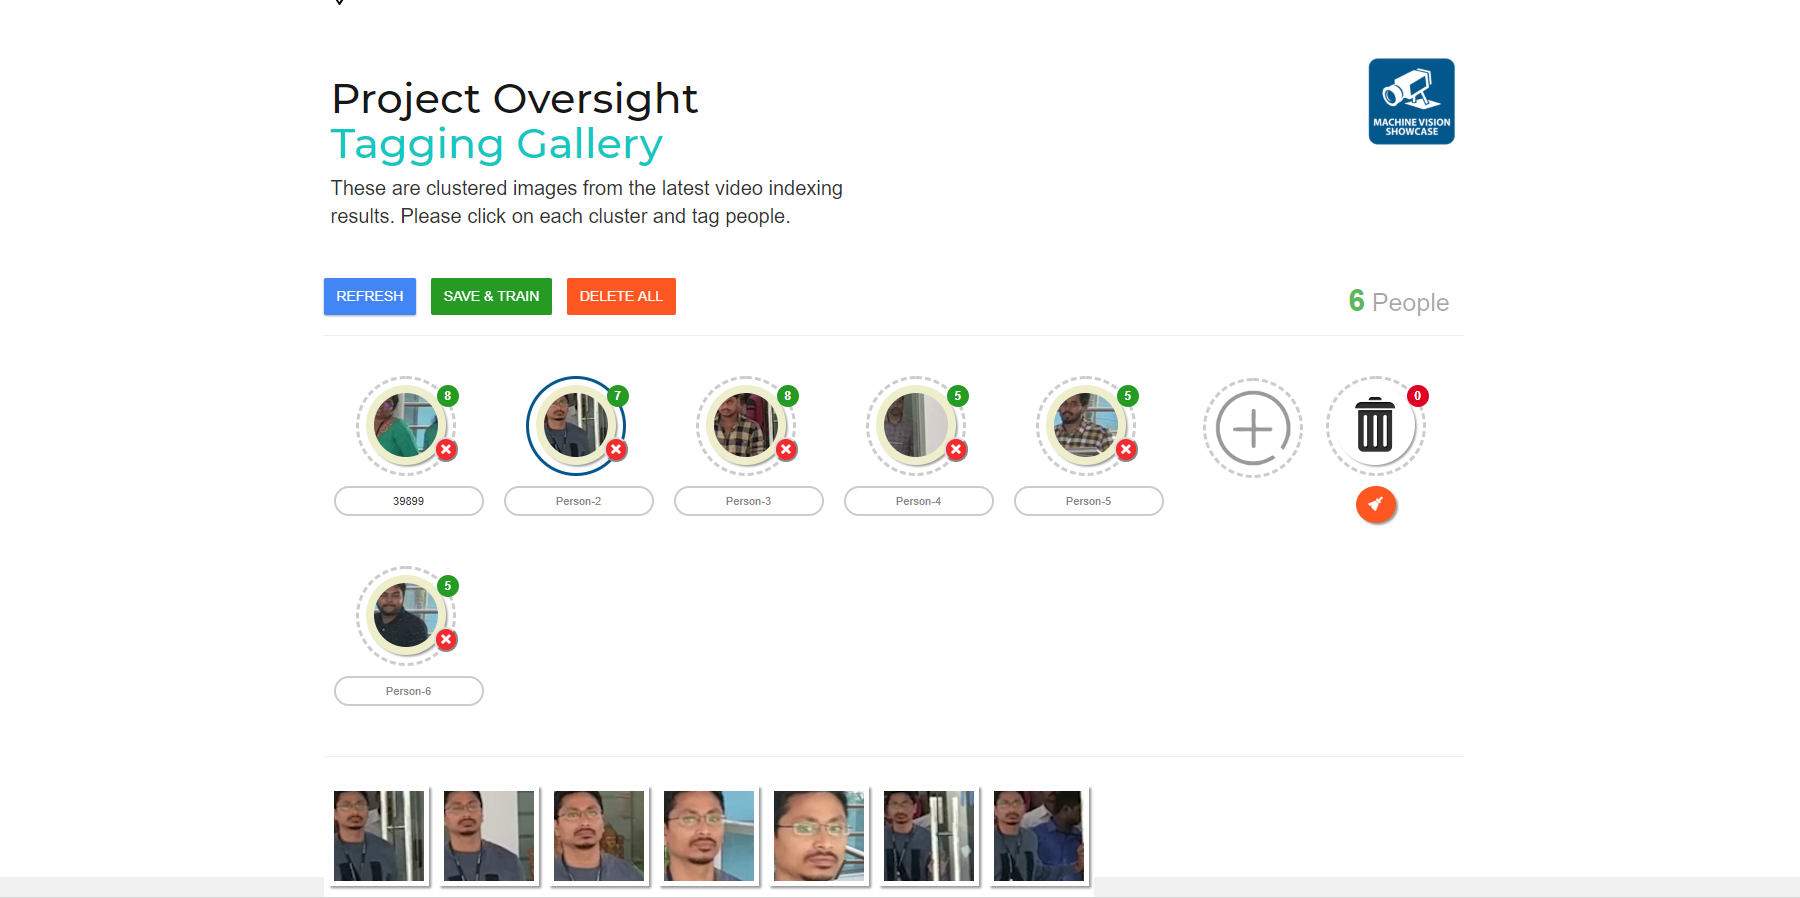 Project Oversight
Tagging Gallery
MACHINE VISION
SHOWCASE
These are clustered images from the latest video indexing
results. Please click on each cluster and tag people.
REFRESH
SAVE & TRAIN
DELETE ALL
6 People
8
7
8
5
5
0
39899
Person-2
Person-3
Person-4
Person-5
5
Person-6